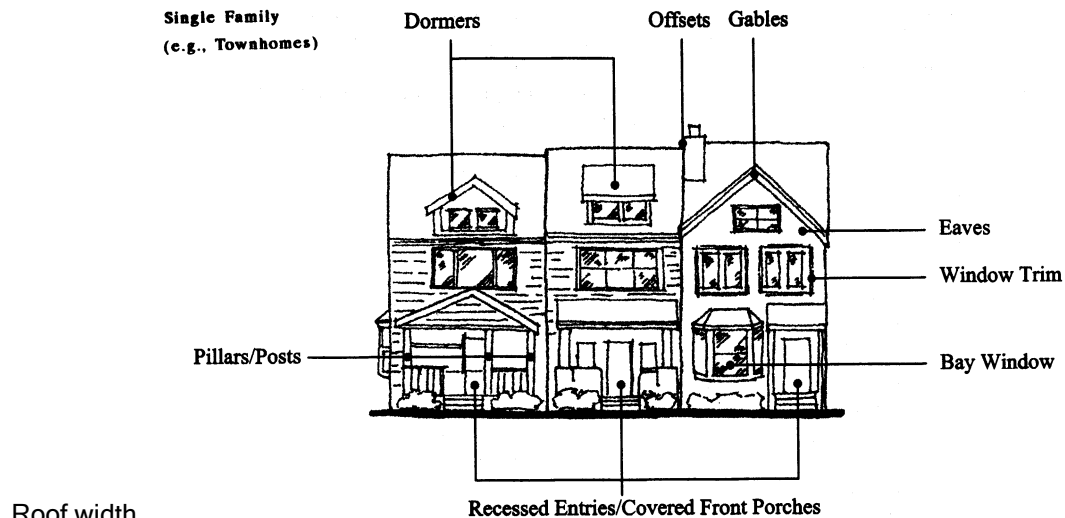 Single Family
(e.g., Townhomes)
Dormers
Offsets
Gables
Eaves
Window Trim
Pillars/Posts
Bay Window
Recessed Entries/Covered Front Porches
Roof width